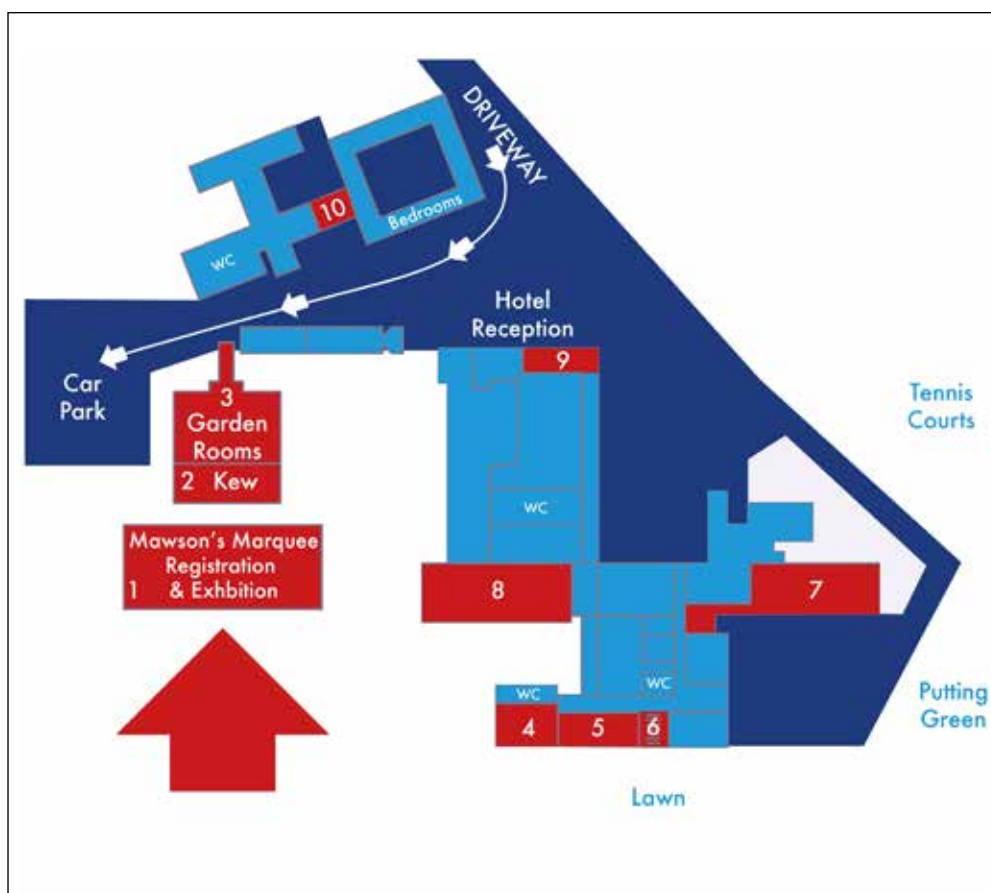 DRIVEWAY
10
Bedrooms
WC
Hotel
Reception
9
Car
Park
3
Garden
Rooms
2 Kew
Tennis
Courts
WC
Mawson's Marquee
Registration
1 & Exhbition
8
7
WC
WC
4
5
6
Putting
Green
Lawn